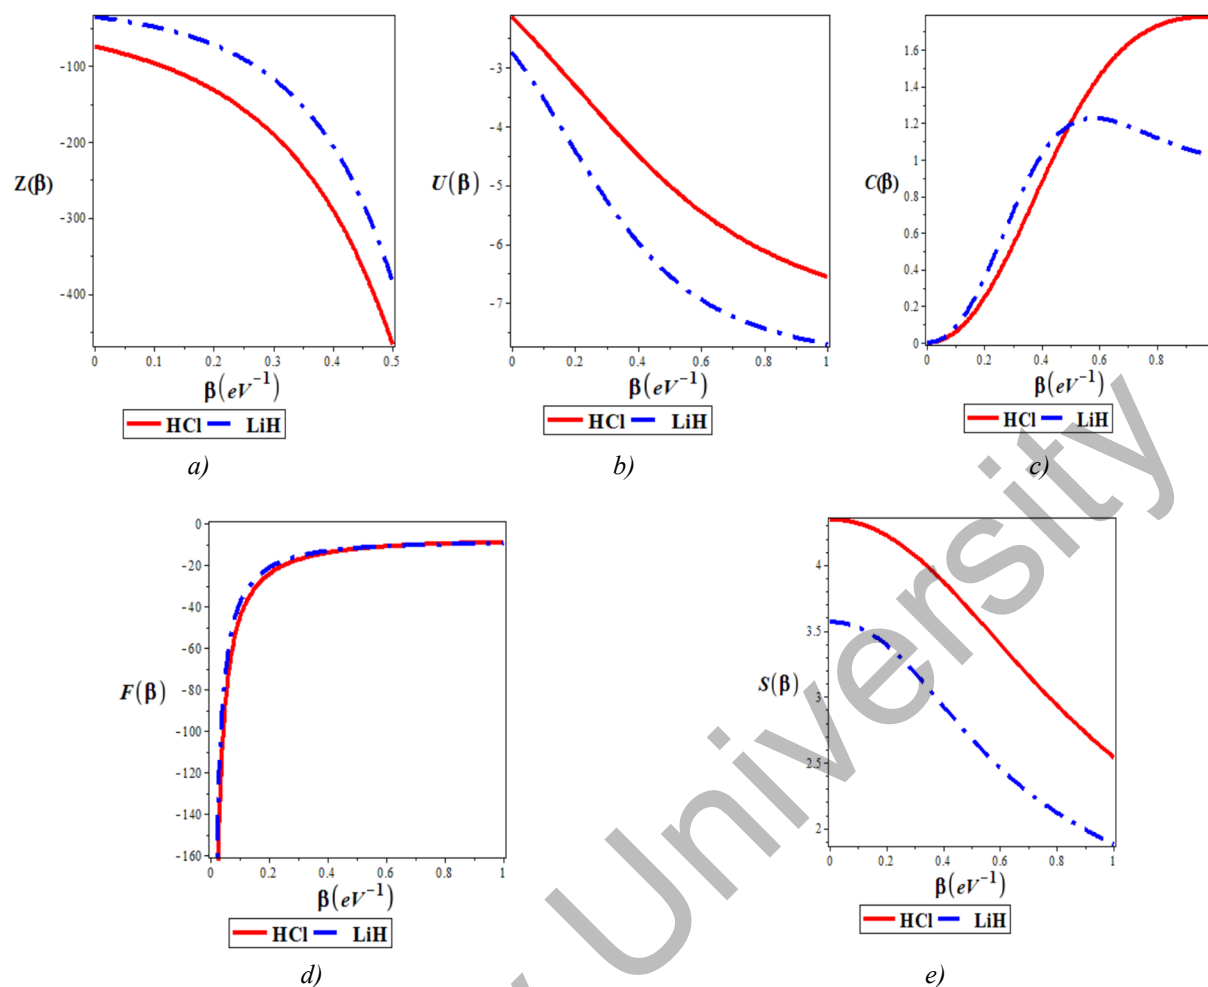 Z(β)
-100
-200
-300
-400
0 0.1 0.2 0.3 0.4 0.5
β(eV⁻¹)
HCl LiH
a)
U(β)
-3
-4
-5
-6
-7
0 0.2 0.4 0.6 0.8 1
β(eV⁻¹)
HCl LiH
b)
C(β)
1.6
1.4
1.2
1
0.8
0.6
0.4
0.2
0
0 0.2 0.4 0.6 0.8
β(eV⁻¹)
HCl LiH
c)
F(β)
0
-20
-40
-60
-80
-100
-120
-140
-160
0 0.2 0.4 0.6 0.8 1
β(eV⁻¹)
HCl LiH
d)
S(β)
4
3.5
3
2.5
2
0 0.2 0.4 0.6 0.8 1
β(eV⁻¹)
HCl LiH
e)
University